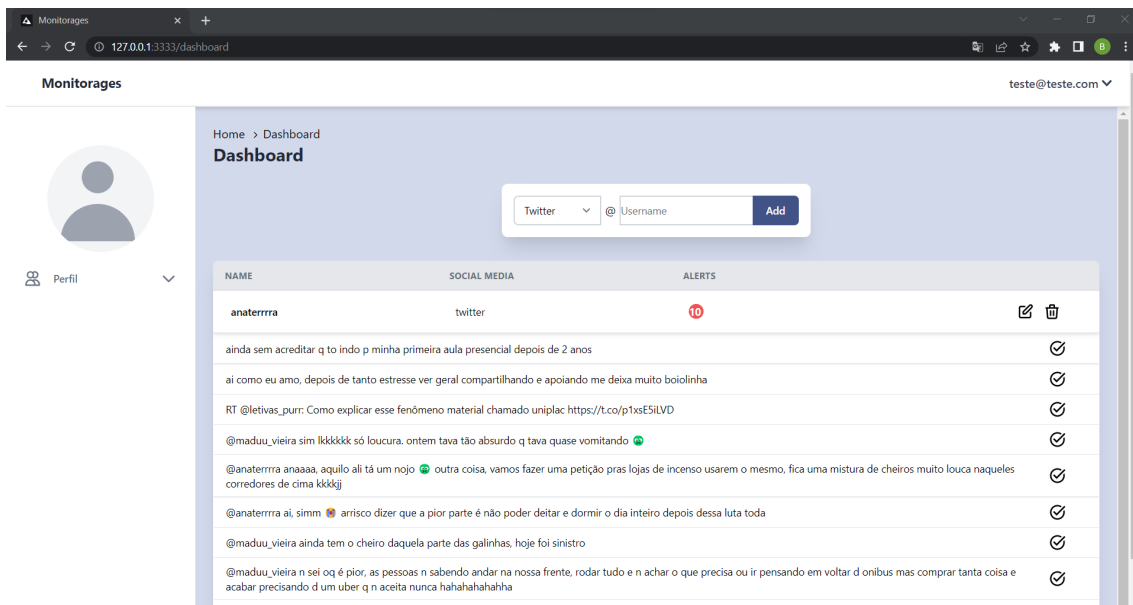 Monitorages
127.0.0.1:3333/dashboard
B
Monitorages
teste@teste.com
Home > Dashboard
Dashboard
Twitter @ Username Add
Perfil
NAME SOCIAL MEDIA ALERTS
anaterrrra twitter 10
ainda sem acreditar q to indo p minha primeira aula presencial depois de 2 anos
ai como eu amo, depois de tanto estresse ver geral compartilhando e apoiando me deixa muito boiolinha
RT @letivas_purr: Como explicar esse fenômeno material chamado uniplac https://t.co/p1xsE5iLVD
@maduu_vieira sim lkkkkkk só loucura. ontem tava tão absurdo q tava quase vomitando 🤢
@anaterrrra anaaaa, aquilo ali tá um nojo 🤢 outra coisa, vamos fazer uma petição pras lojas de incenso usarem o mesmo, fica uma mistura de cheiros muito louca naqueles
corredores de cima kkkkjj
@anaterrrra ai, simm 😭 arrisco dizer que a pior parte é não poder deitar e dormir o dia inteiro depois dessa luta toda
@maduu_vieira ainda tem o cheiro daquela parte das galinhas, hoje foi sinistro
@maduu_vieira n sei oq é pior, as pessoas n sabendo andar na nossa frente, rodar tudo e n achar o que precisa ou ir pensando em voltar d onibus mas comprar tanta coisa e
acabar precisando d um uber q n aceita nunca hahahahahahha